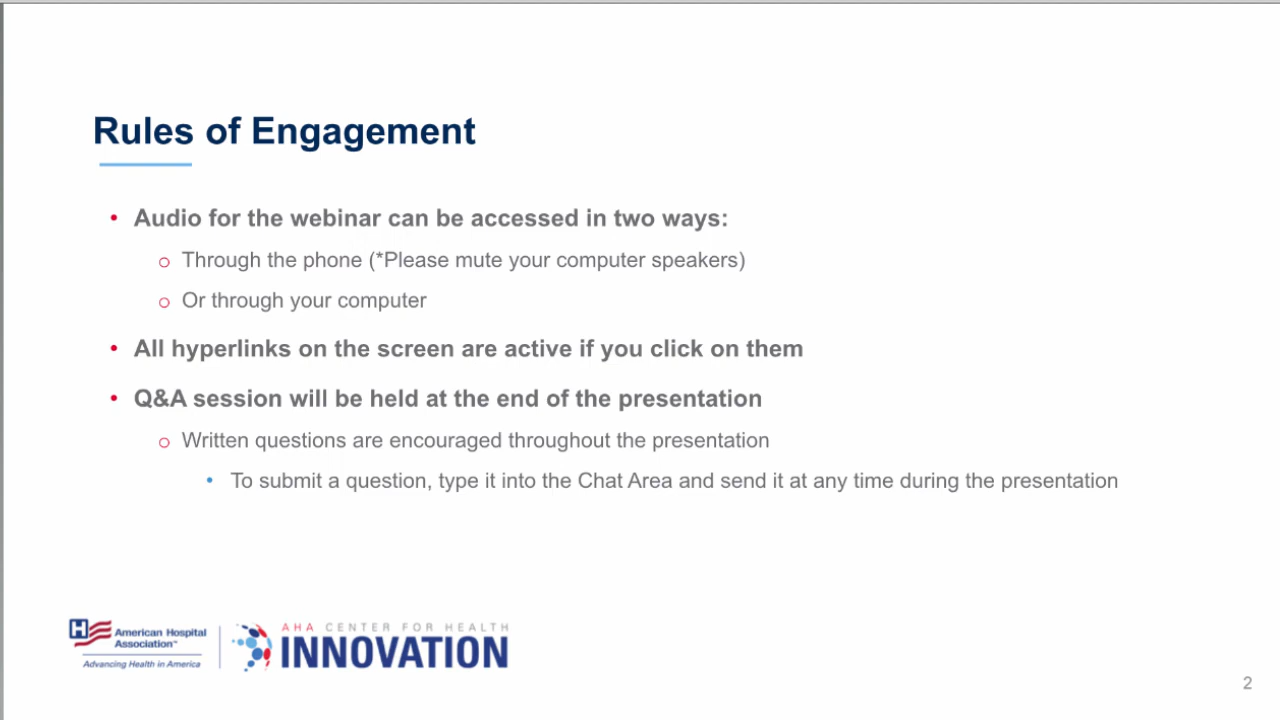 Rules of Engagement
• Audio for the webinar can be accessed in two ways:
o Through the phone (*Please mute your computer speakers)
o Or through your computer
• All hyperlinks on the screen are active if you click on them
• Q&A session will be held at the end of the presentation
o Written questions are encouraged throughout the presentation
• To submit a question, type it into the Chat Area and send it at any time during the presentation
H American Hospital
Association™
Advancing Health in America
AHA CENTER FOR HEALTH
INNOVATION
2